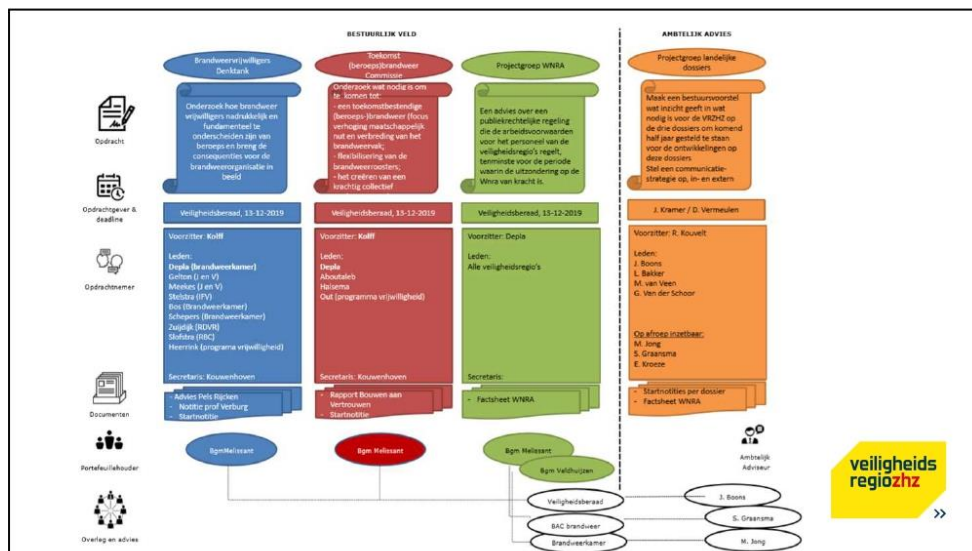 BESTUURLIJK VELD
AMBTELIJK ADVIES
Brandweervrijwilligers
Denktank
Toekomst
(beroeps)brandweer
Commissie
Projectgroep WNRA
Projectgroep landelijke
dossiers
Opdracht
Onderzoek hoe brandweer
vrijwilligers nadrukkelijk en
fundamenteel te
onderscheiden zijn van
beroeps en breng de
consequenties voor de
brandweerorganisatie in
beeld
Onderzoek wat nodig is om
te komen tot:
- een toekomstbestendige
(beroeps-)brandweer (focus
verhoging maatschappelijk
nut en verbreding van het
brandweervak;
- flexibilisering van de
brandweerroosters;
- het creëren van een
krachtig collectief
Een advies over een
publiekrechtelijke regeling
die de arbeidsvoorwaarden
voor het personeel van de
veiligheidsregio's regelt,
tenminste voor de periode
waarin de uitzondering op de
Wnra van kracht is.
Maak een bestuursvoorstel
wat inzicht geeft in wat
nodig is voor de VRZHZ op
de drie dossiers om komend
half jaar gesteld te staan
voor de ontwikkelingen op
deze dossiers
Stel een communicatie-
strategie op, in- en extern
Opdrachtgever &
deadline
Veiligheidsberaad, 13-12-2019
Veiligheidsberaad, 13-12-2019
Veiligheidsberaad, 13-12-2019
J. Kramer / D. Vermeulen
Opdrachtnemer
Voorzitter: Kolff
Leden:
Depla (brandweerkamer)
Gelton (J en V)
Meekes (J en V)
Stelstra (IFV)
Bos (Brandweerkamer)
Schepers (Brandweerkamer)
Zuijdijk (RDVR)
Slofstra (RBC)
Heerink (programa vrijwilligheid)
Secretaris: Kouwenhoven
Voorzitter: Kolff
Leden:
Depla
Aboutaleb
Halsema
Out (programma vrijwilligheid)
Secretaris: Kouwenhoven
Voorzitter: Depla
Leden:
Alle veiligheidsregio's
Secretaris:
Voorzitter: R. Kouvelt
Leden:
J. Boons
L. Bakker
M. van Veen
G. Van der Schoor
Op afroep inzetbaar:
M. Jong
S. Graansma
E. Kroeze
Documenten
- Advies Pels Rijcken
- Notitie prof Verburg
- Startnotitie
- Rapport Bouwen aan
Vertrouwen
- Startnotitie
- Factsheet WNRA
- Startnotities per dossier
- Factsheet WNRA
Portefeuillehouder
BgmMelissant
Bgm Melissant
Bgm Melissant
Bgm Veldhuijzen
Ambtelijk
Adviseur
Overleg en advies
Veiligheidsberaad
J. Boons
BAC brandweer
S. Graansma
Brandweerkamer
M. Jong
veiligheids
regiozhz